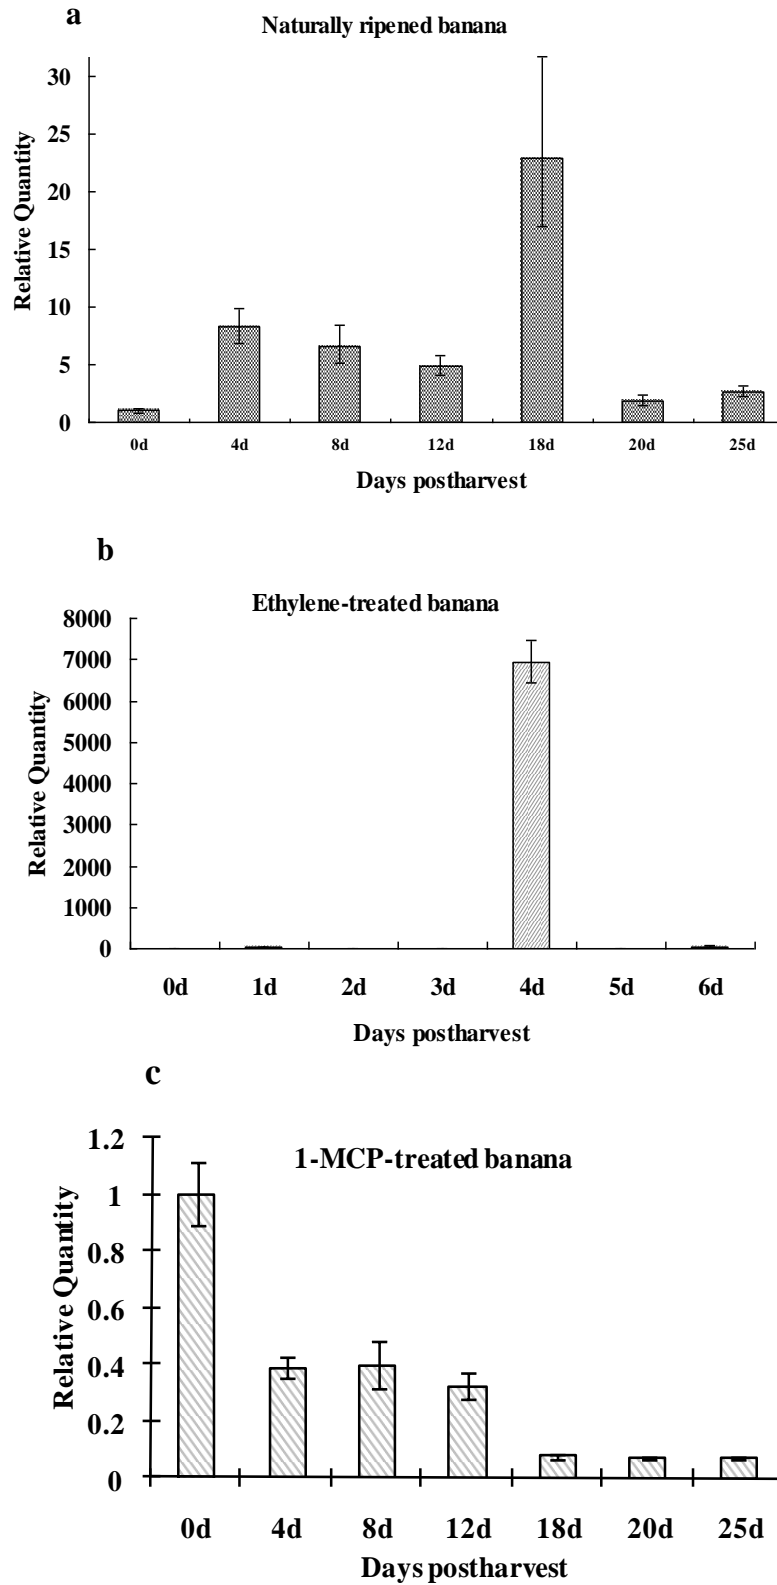 a
Naturally ripened banana
30
25
20
15
10
5
0
Relative Quantity
0d 4d 8d 12d 18d 20d 25d
Days postharvest
b
Ethylene-treated banana
8000
7000
6000
5000
4000
3000
2000
1000
0
Relative Quantity
0d 1d 2d 3d 4d 5d 6d
Days postharvest
c
1-MCP-treated banana
1.2
1
0.8
0.6
0.4
0.2
0
Relative Quantity
0d 4d 8d 12d 18d 20d 25d
Days postharvest